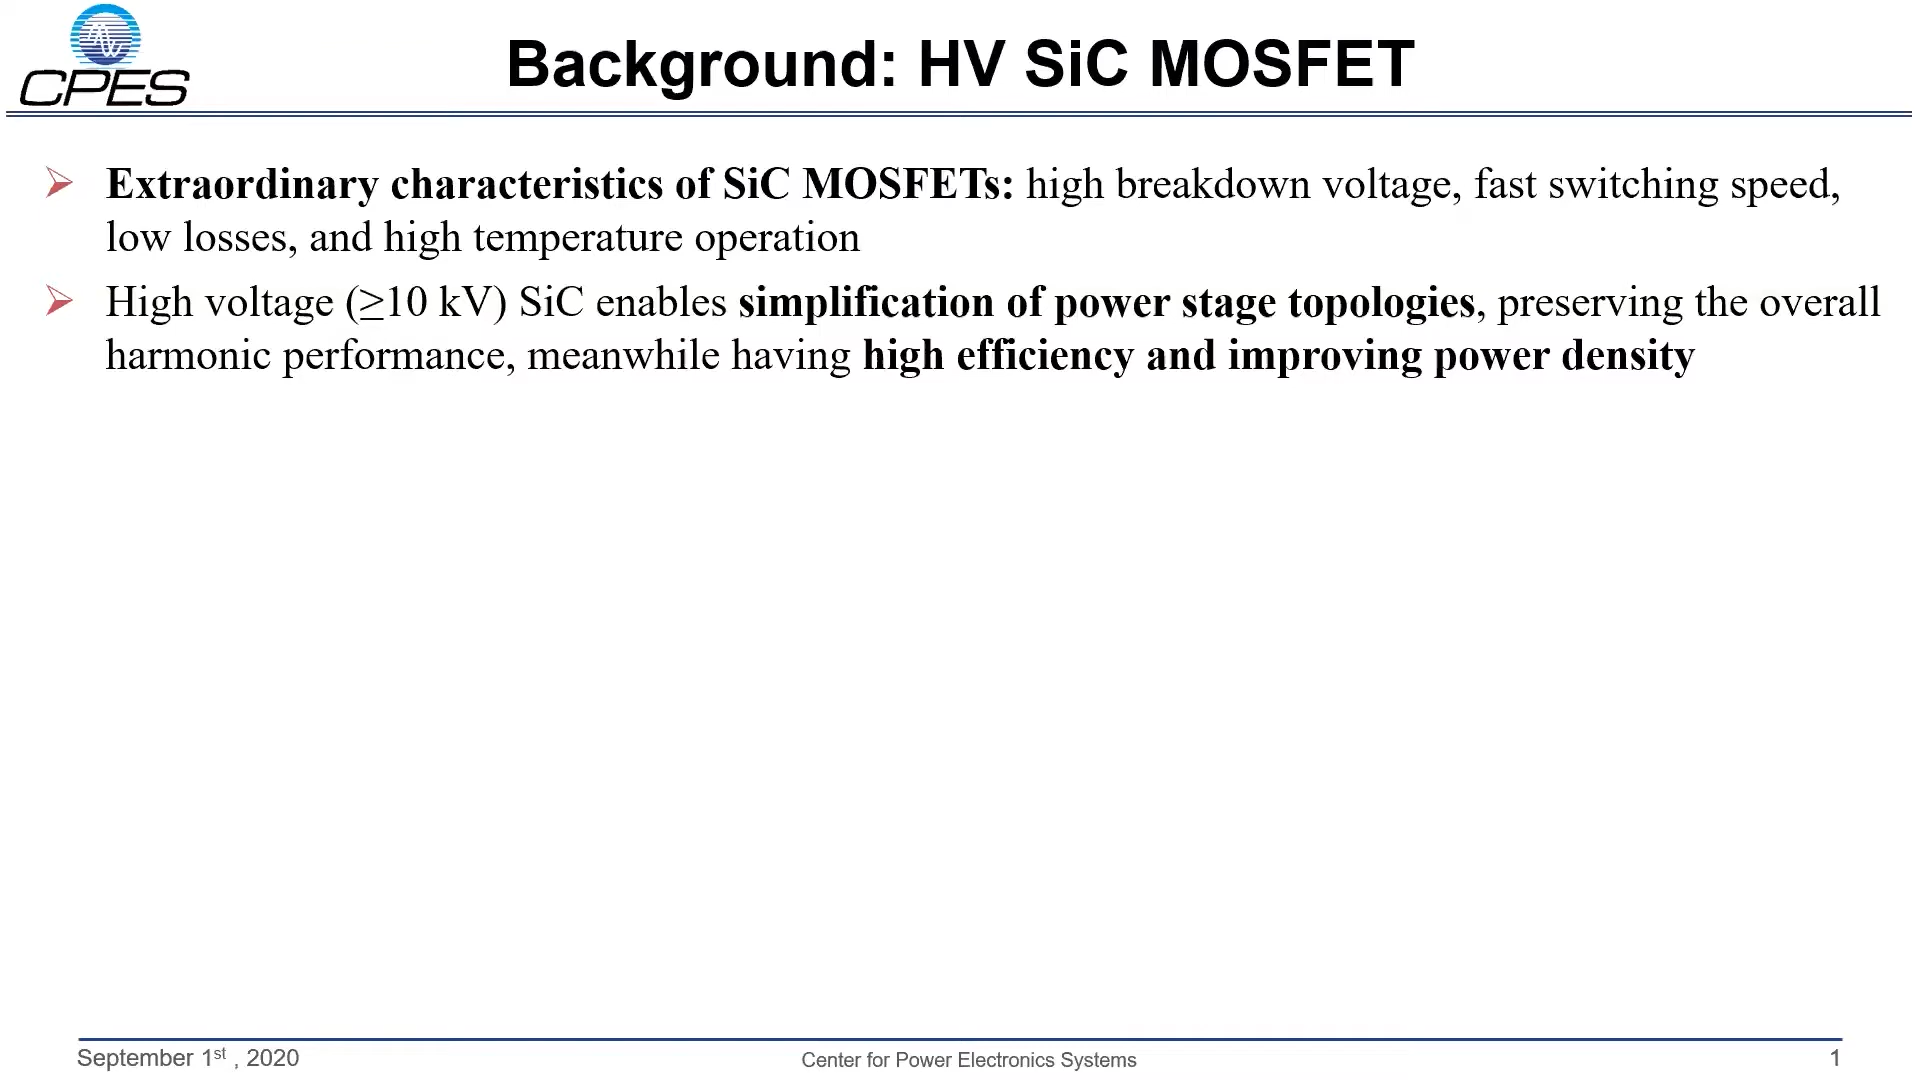 CPES
Background: HV SiC MOSFET
➢ Extraordinary characteristics of SiC MOSFETs: high breakdown voltage, fast switching speed,
low losses, and high temperature operation
➢ High voltage (≥10 kV) SiC enables simplification of power stage topologies, preserving the overall
harmonic performance, meanwhile having high efficiency and improving power density
September 1st , 2020
Center for Power Electronics Systems
1